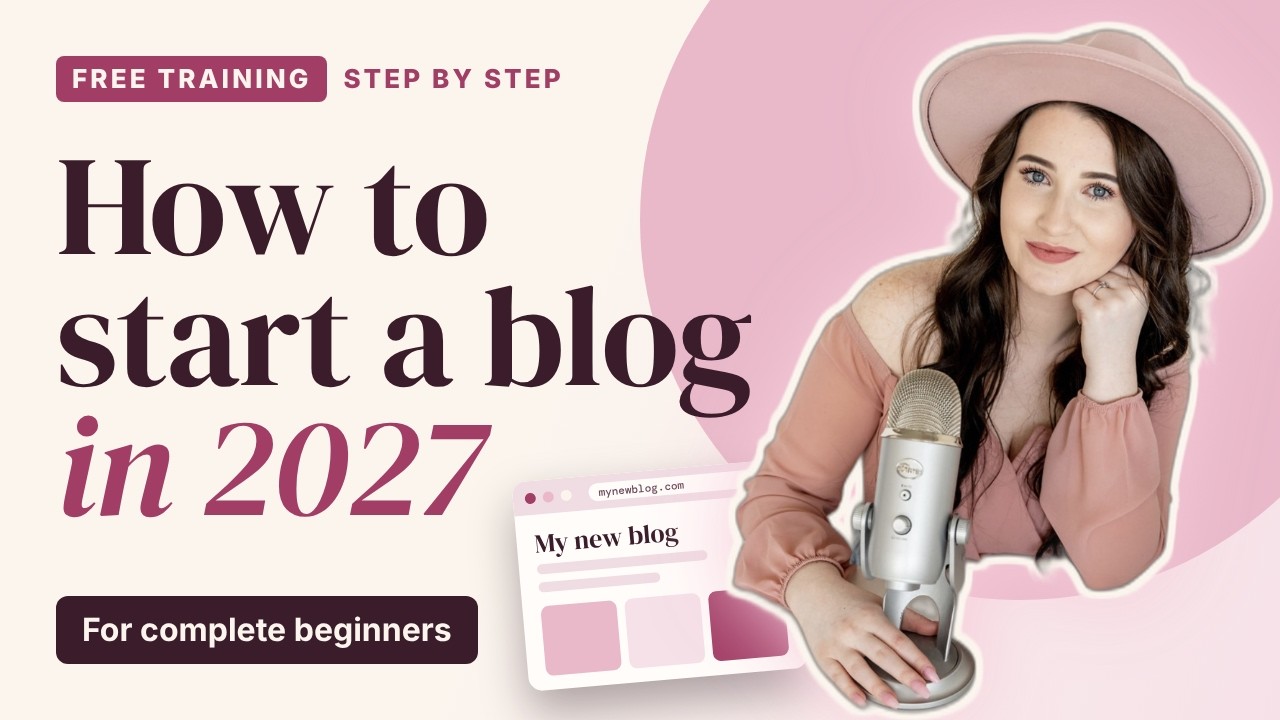 FREE TRAINING STEP BY STEP
How to
start a blog
in 2027
mynewblog.com
My new blog
For complete beginners